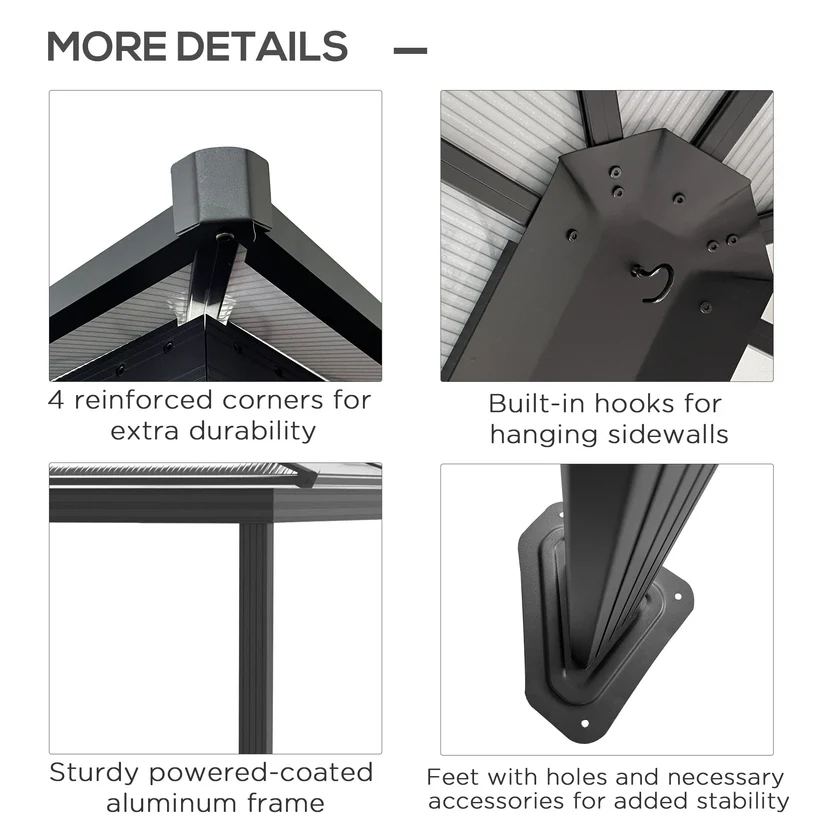 MORE DETAILS —
4 reinforced corners for
extra durability
Built-in hooks for
hanging sidewalls
Sturdy powered-coated
aluminum frame
Feet with holes and necessary
accessories for added stability